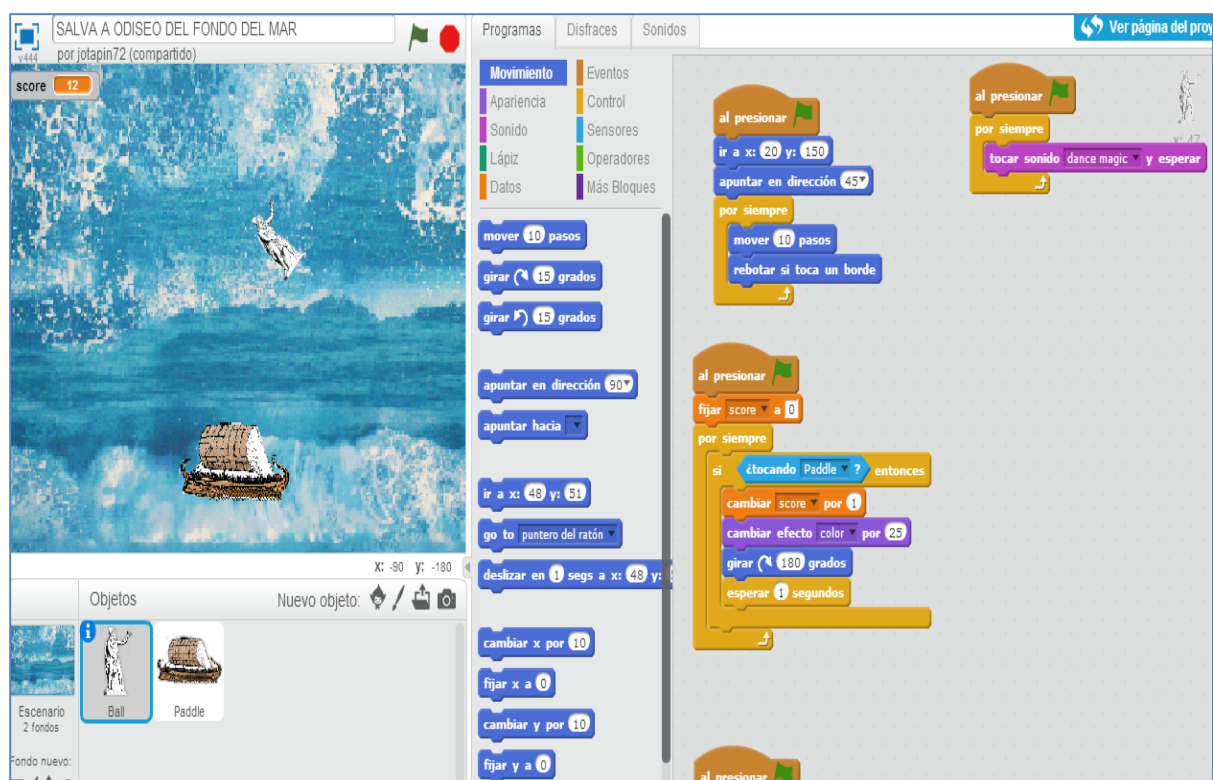 SALVA A ODISEO DEL FONDO DEL MAR
por jotapin72 (compartido)
v444
score 12
X: -90 y: -180
Objetos
Nuevo objeto:
Escenario
2 fondos
Fondo nuevo:
Ball
Paddle
Programas
Disfraces
Sonidos
Ver página del proy
Movimiento
Eventos
Apariencia
Control
Sonido
Sensores
Lápiz
Operadores
Datos
Más Bloques
mover 10 pasos
girar 15 grados
girar 15 grados
apuntar en dirección 90
apuntar hacia
ir a x: 48 y: 51
go to puntero del ratón
deslizar en 1 segs a x: 48 y:
cambiar x por 10
fijar x a 0
cambiar y por 10
fijar y a 0
al presionar
ir a x: 20 y: 150
apuntar en dirección 45
por siempre
mover 10 pasos
rebotar si toca un borde
al presionar
por siempre
tocar sonido dance magic y esperar
al presionar
fijar score a 0
por siempre
si ¿tocando Paddle ? entonces
cambiar score por 1
cambiar efecto color por 25
girar 180 grados
esperar 1 segundos
al presionar